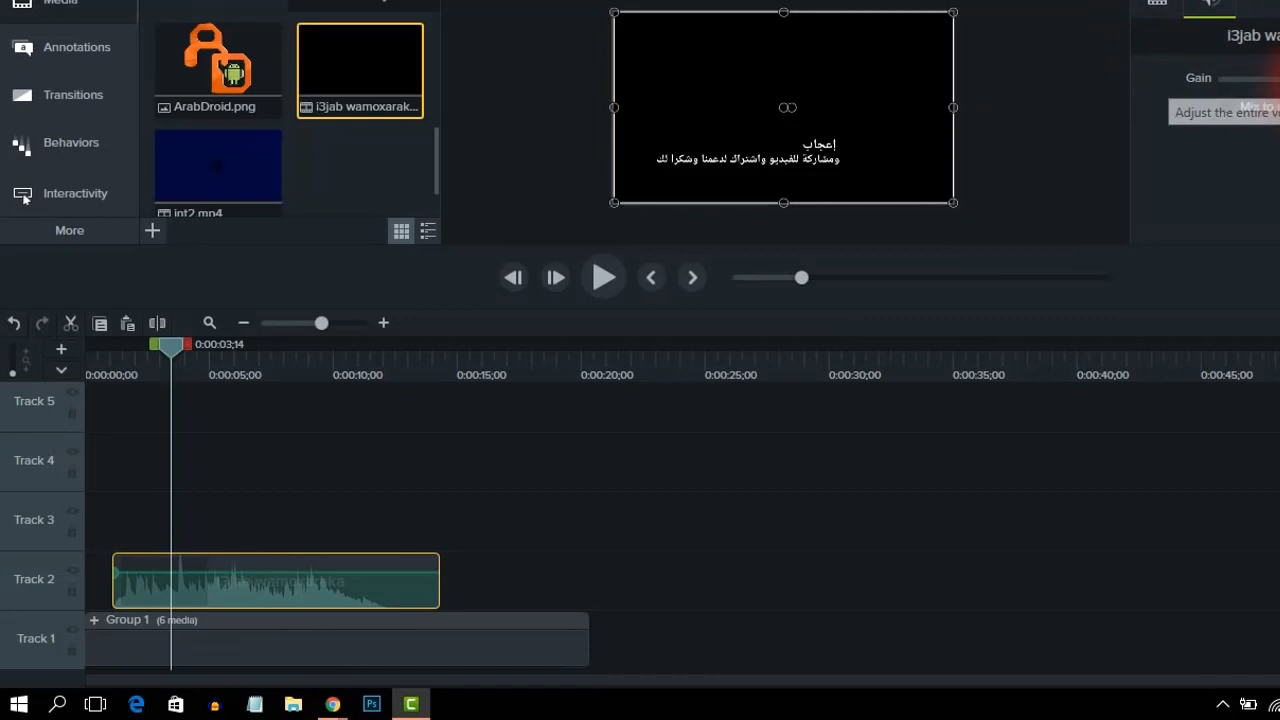 Media
Annotations
Transitions
Behaviors
Interactivity
More
ArabDroid.png
i3jab wamoxarak...
int2.mp4
إعجاب
ومشاركة للفيديو واشتراك لدعمنا وشكرا لك
i3jab wa
Gain
Mix to
Adjust the entire v
0:00:03;14
0:00:00;00
0:00:05;00
0:00:10;00
0:00:15;00
0:00:20;00
0:00:25;00
0:00:30;00
0:00:35;00
0:00:40;00
0:00:45;00
Track 5
Track 4
Track 3
Track 2
Track 1
Group 1 (6 media)
Ps